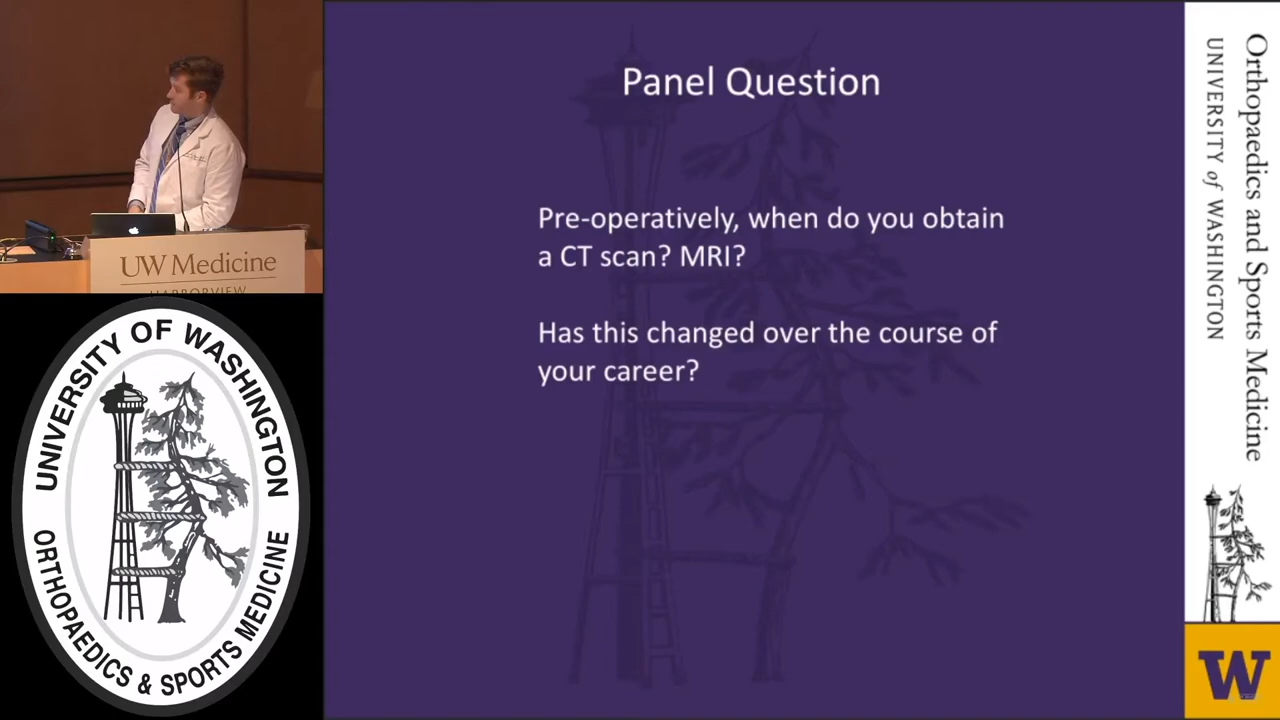 Panel Question
Pre-operatively, when do you obtain
a CT scan? MRI?
Has this changed over the course of
your career?
UW Medicine
HARBORVIEW
UNIVERSITY OF WASHINGTON
ORTHOPAEDICS & SPORTS MEDICINE
Orthopaedics and Sports Medicine
UNIVERSITY of WASHINGTON
W